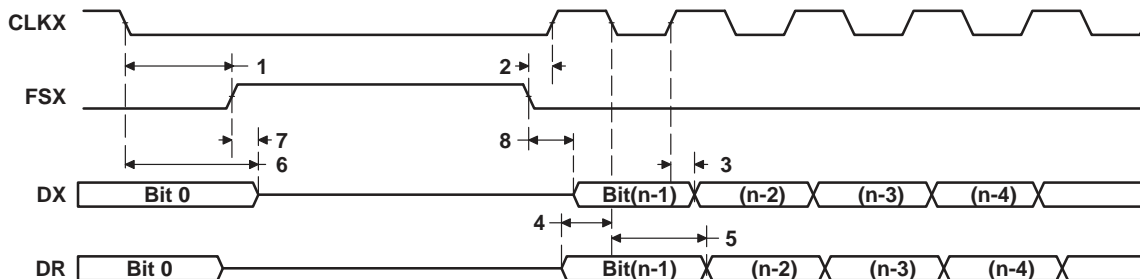 CLKX
1
2
FSX
7
8
6
3
DX
Bit 0
Bit(n-1)
(n-2)
(n-3)
(n-4)
4
5
DR
Bit 0
Bit(n-1)
(n-2)
(n-3)
(n-4)